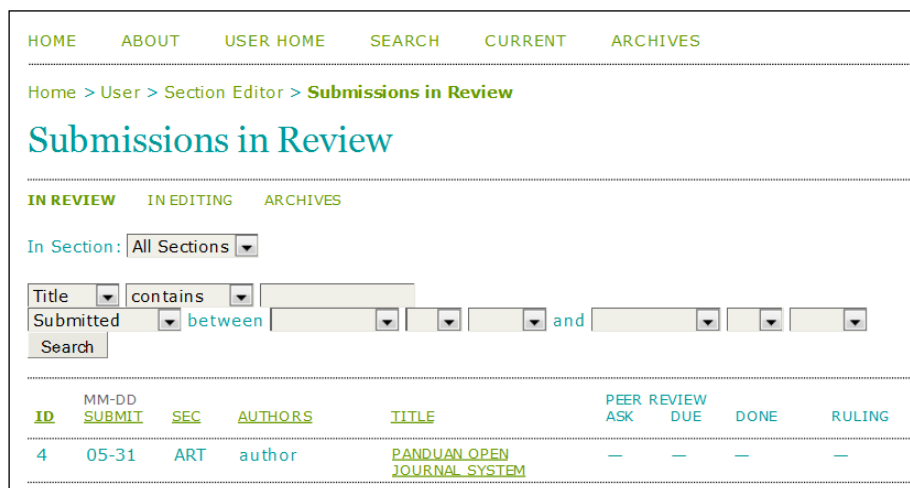 HOME ABOUT USER HOME SEARCH CURRENT ARCHIVES
Home > User > Section Editor > Submissions in Review
Submissions in Review
IN REVIEW IN EDITING ARCHIVES
In Section: All Sections
Title contains
Submitted between and
Search
MM-DD PEER REVIEW
ID SUBMIT SEC AUTHORS TITLE ASK DUE DONE RULING
4 05-31 ART author PANDUAN OPEN — — — —
JOURNAL SYSTEM